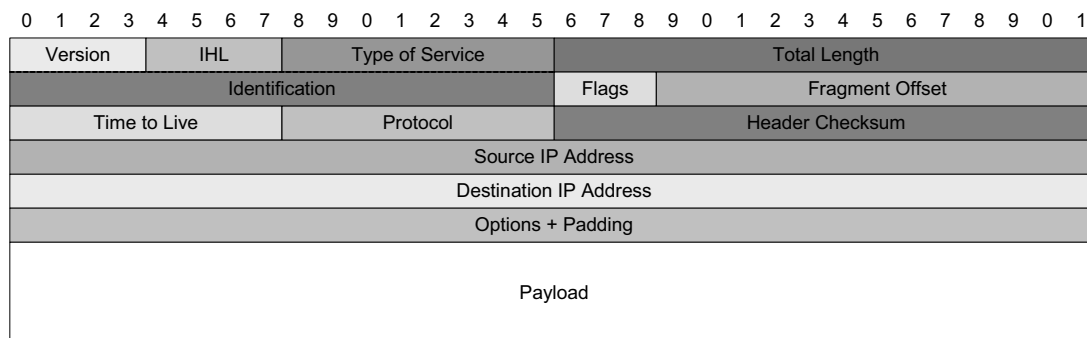 0 1 2 3 4 5 6 7 8 9 0 1 2 3 4 5 6 7 8 9 0 1 2 3 4 5 6 7 8 9 0 1
Version IHL Type of Service Total Length
Identification Flags Fragment Offset
Time to Live Protocol Header Checksum
Source IP Address
Destination IP Address
Options + Padding
Payload